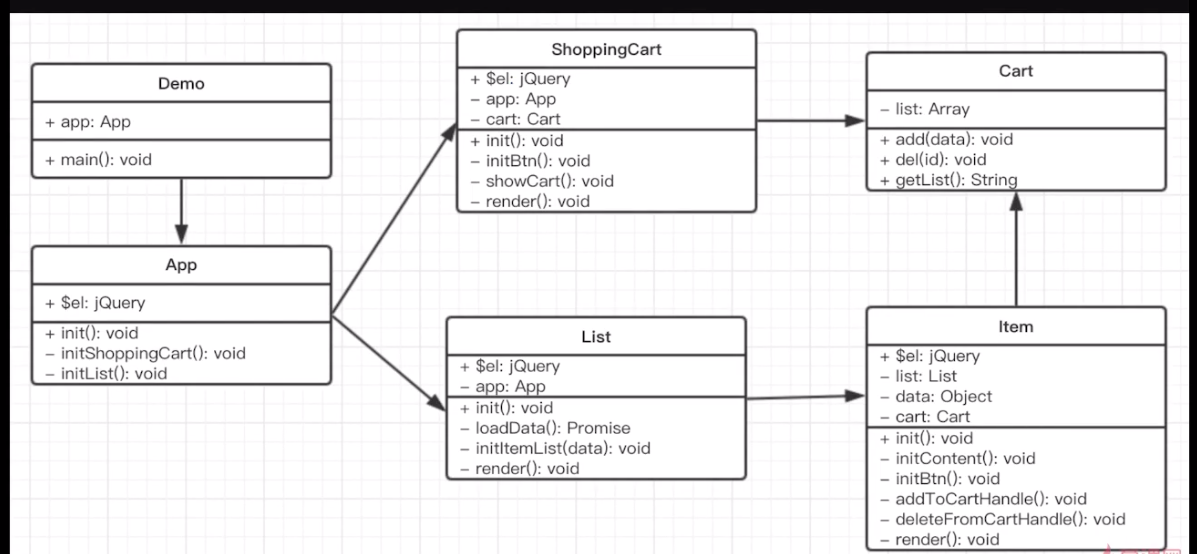 Demo
+ app: App
+ main(): void
App
+ $el: jQuery
+ init(): void
– initShoppingCart(): void
– initList(): void
ShoppingCart
+ $el: jQuery
– app: App
– cart: Cart
+ init(): void
– initBtn(): void
– showCart(): void
– render(): void
List
+ $el: jQuery
– app: App
+ init(): void
– loadData(): Promise
– initItemList(data): void
– render(): void
Cart
– list: Array
+ add(data): void
+ del(id): void
+ getList(): String
Item
+ $el: jQuery
– list: List
– data: Object
– cart: Cart
+ init(): void
– initContent(): void
– initBtn(): void
– addToCartHandle(): void
– deleteFromCartHandle(): void
– render(): void